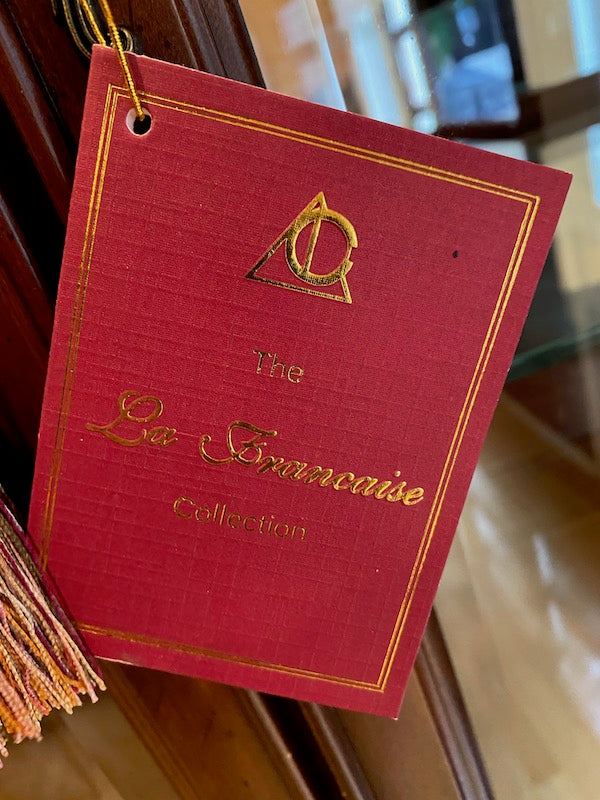 The
La Francaise
Collection